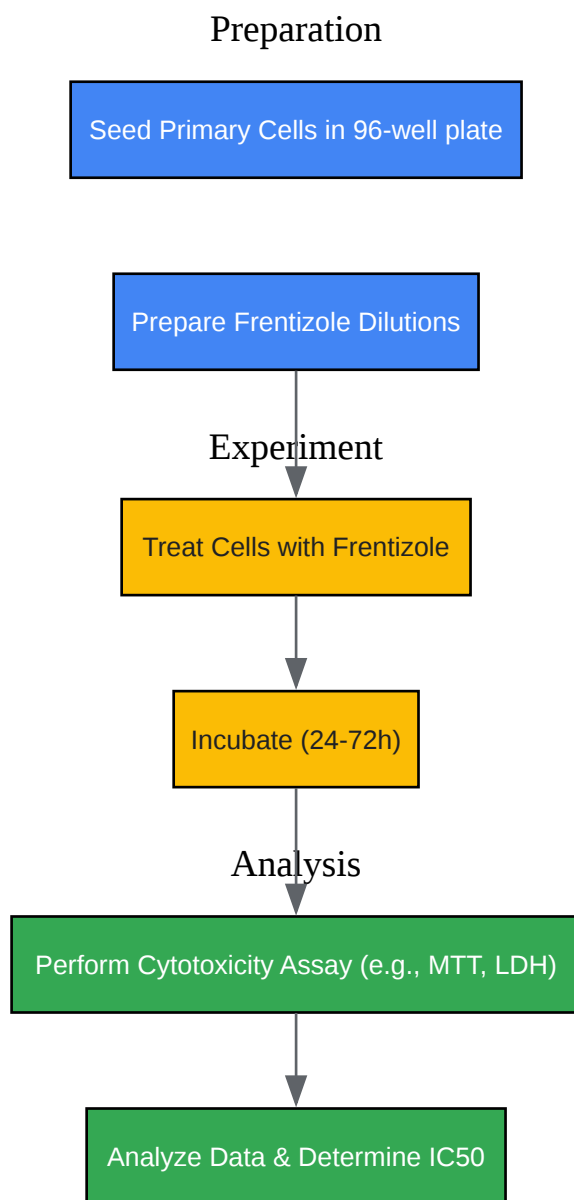 Preparation
Seed Primary Cells in 96-well plate
Prepare Frentizole Dilutions
Experiment
Treat Cells with Frentizole
Incubate (24-72h)
Analysis
Perform Cytotoxicity Assay (e.g., MTT, LDH)
Analyze Data & Determine IC50